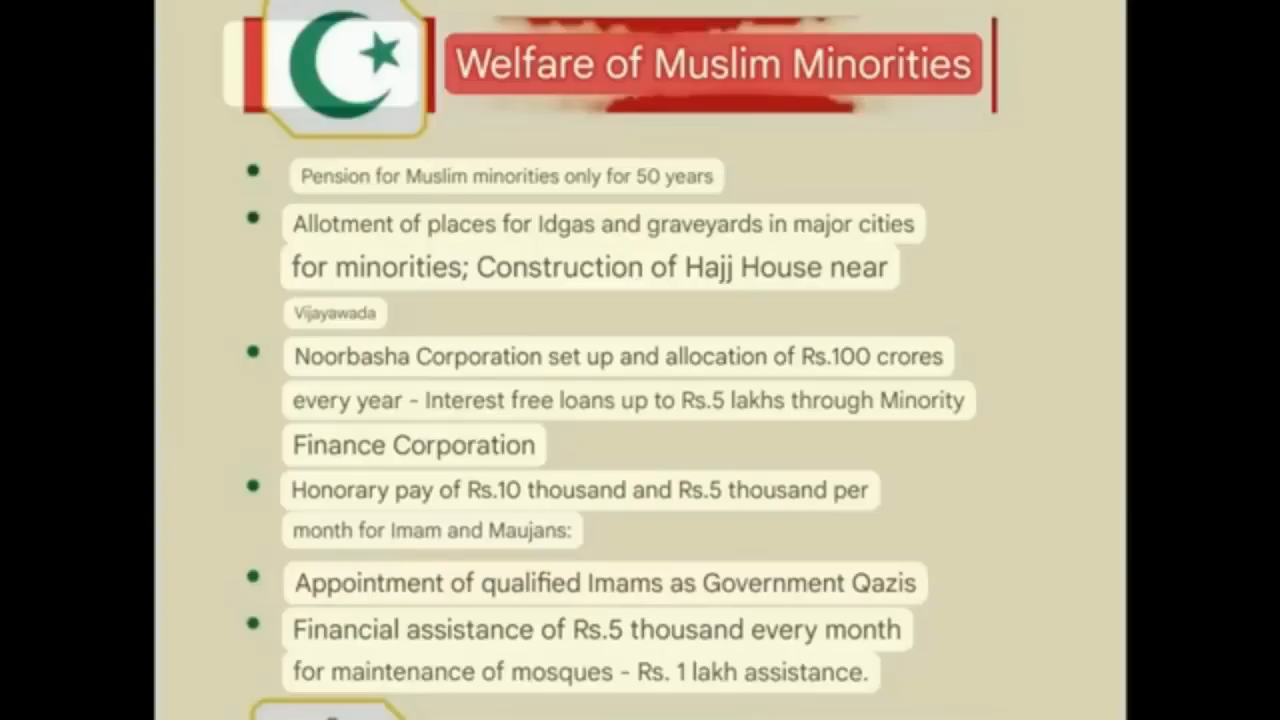 Welfare of Muslim Minorities
Pension for Muslim minorities only for 50 years
Allotment of places for Idgas and graveyards in major cities
for minorities; Construction of Hajj House near
Vijayawada
Noorbasha Corporation set up and allocation of Rs.100 crores
every year - Interest free loans up to Rs.5 lakhs through Minority
Finance Corporation
Honorary pay of Rs.10 thousand and Rs.5 thousand per
month for Imam and Maujans:
Appointment of qualified Imams as Government Qazis
Financial assistance of Rs.5 thousand every month
for maintenance of mosques - Rs. 1 lakh assistance.